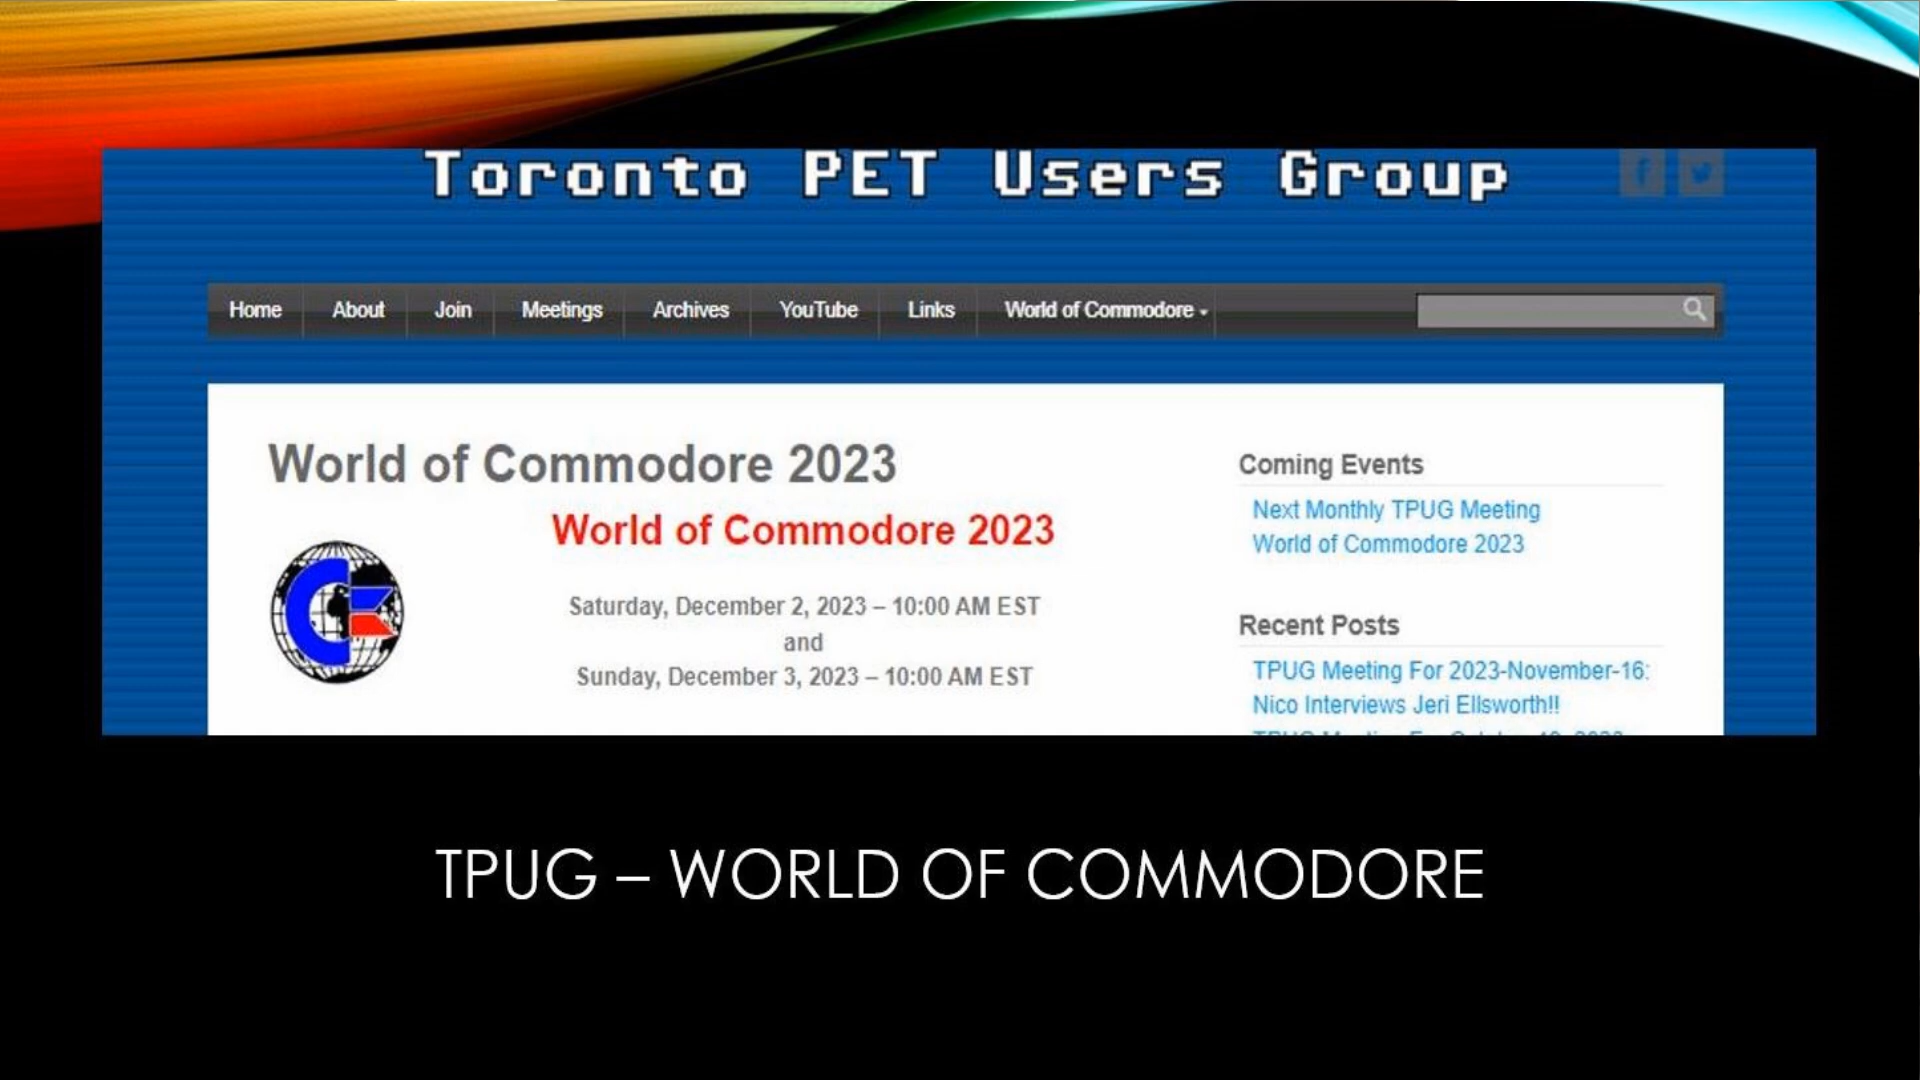 Toronto PET Users Group
Home About Join Meetings Archives YouTube Links World of Commodore
World of Commodore 2023
World of Commodore 2023
Saturday, December 2, 2023 – 10:00 AM EST
and
Sunday, December 3, 2023 – 10:00 AM EST
Coming Events
Next Monthly TPUG Meeting
World of Commodore 2023
Recent Posts
TPUG Meeting For 2023-November-16:
Nico Interviews Jeri Ellsworth!!
TPUG – WORLD OF COMMODORE